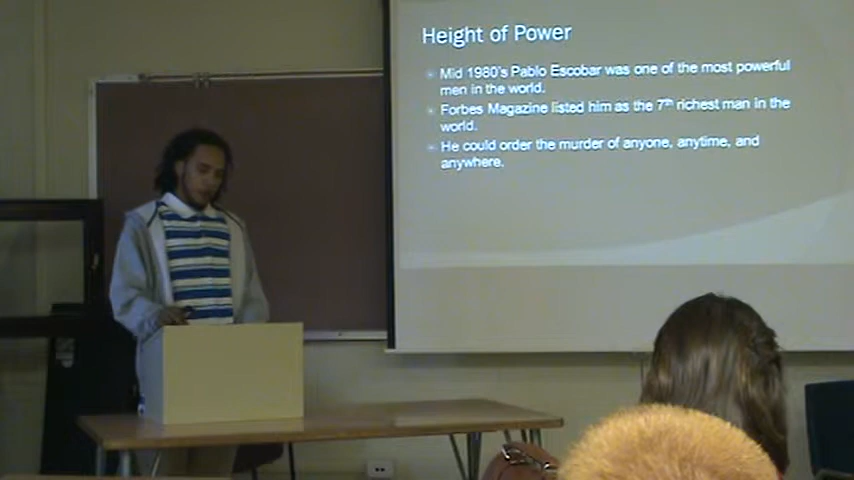 Height of Power
Mid 1980's Pablo Escobar was one of the most powerful
men in the world.
Forbes Magazine listed him as the 7th richest man in the
world.
He could order the murder of anyone, anytime, and
anywhere.